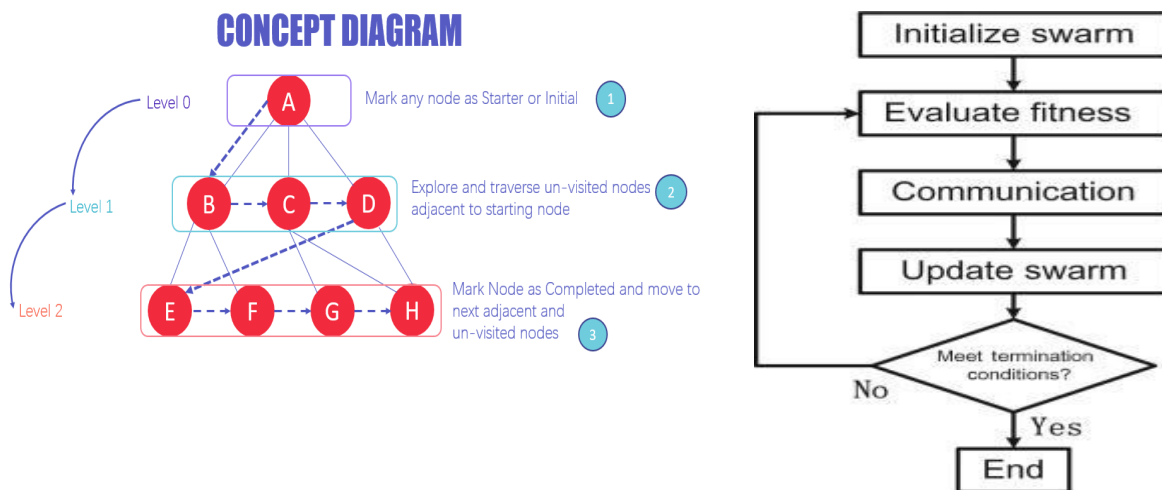 CONCEPT DIAGRAM
Level 0
A
Mark any node as Starter or Initial
1
Level 1
B
C
D
Explore and traverse un-visited nodes
adjacent to starting node
2
Level 2
E
F
G
H
Mark Node as Completed and move to
next adjacent and
un-visited nodes
3
Initialize swarm
Evaluate fitness
Communication
Update swarm
Meet termination
conditions?
No
Yes
End